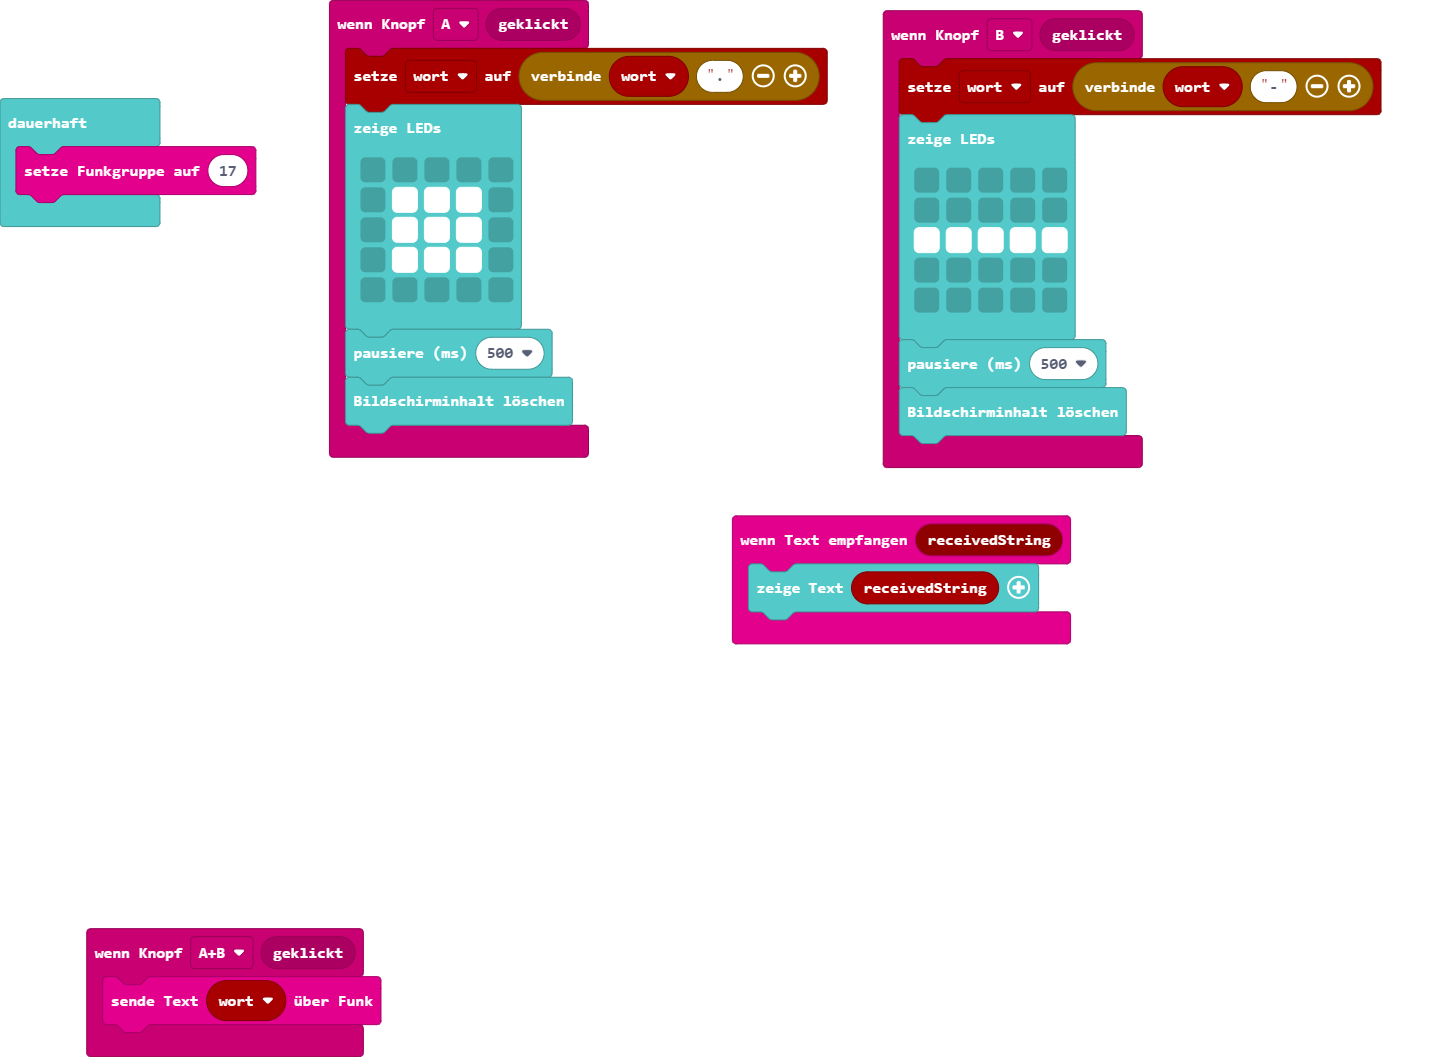 dauerhaft
setze Funkgruppe auf 17
wenn Knopf A geklickt
setze wort auf verbinde wort "."
zeige LEDs
pausiere (ms) 500
Bildschirminhalt löschen
wenn Knopf B geklickt
setze wort auf verbinde wort "-"
zeige LEDs
pausiere (ms) 500
Bildschirminhalt löschen
wenn Text empfangen receivedString
zeige Text receivedString
wenn Knopf A+B geklickt
sende Text wort über Funk